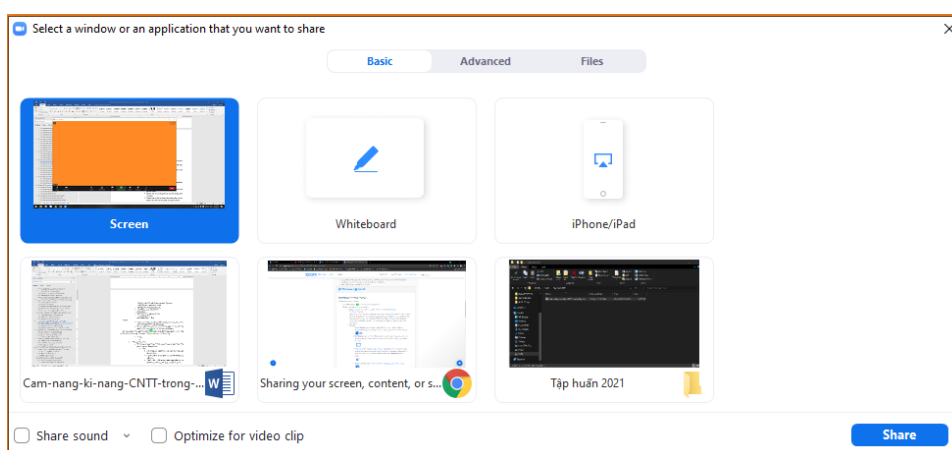 Select a window or an application that you want to share
Basic Advanced Files
Screen
Whiteboard
iPhone/iPad
Cam-nang-ki-nang-CNTT-trong-...
Sharing your screen, content, or s...
Tập huấn 2021
Share sound
Optimize for video clip
Share